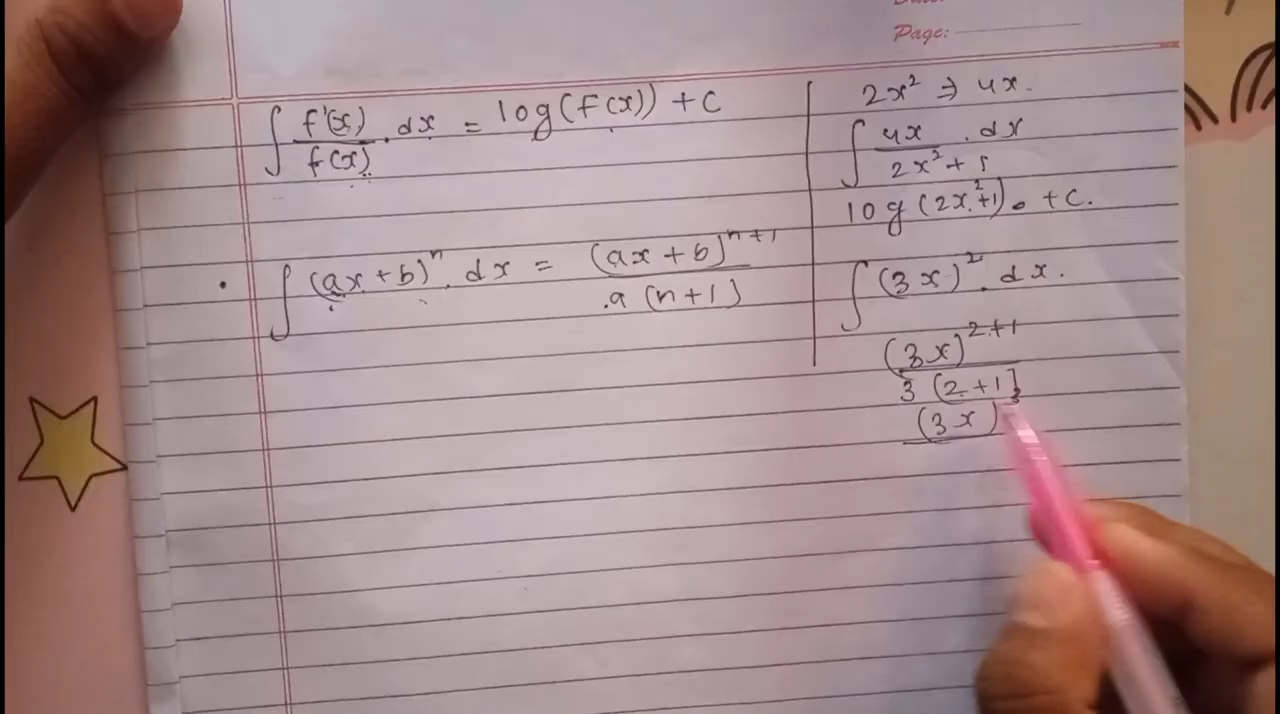 Page:
∫ f'(x)/f(x) . dx = log(f(x)) + c
∫ (ax + b)^n . dx = (ax + b)^(n+1) / a (n+1)
2x² ⇒ 4x.
∫ 4x/2x²+1 . dx
log (2x²+1) + c.
∫ (3x)² . dx.
(3x)^(2+1)
3 (2+1)
(3x)³